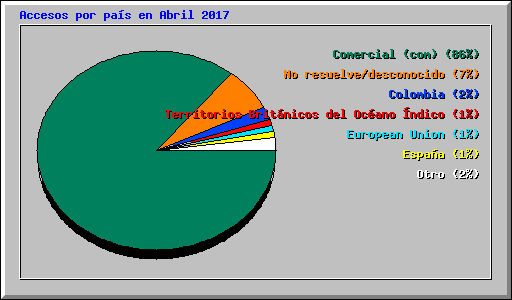 Accesos por país en Abril 2017
Comercial (com) (86%)
No resuelve/desconocido (7%)
Colombia (2%)
Territorios Británicos del Océano Índico (1%)
European Union (1%)
España (1%)
Otro (2%)